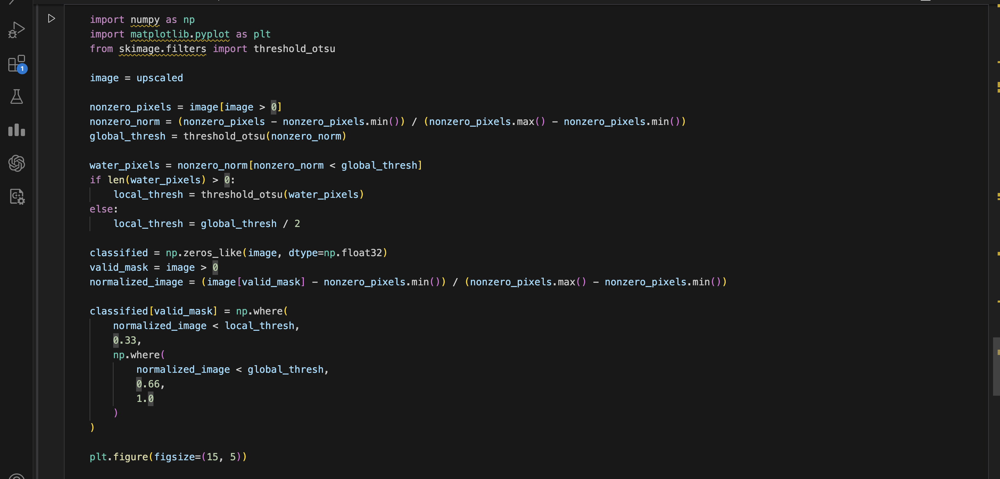 import numpy as np
import matplotlib.pyplot as plt
from skimage.filters import threshold_otsu
image = upscaled
nonzero_pixels = image[image > 0]
nonzero_norm = (nonzero_pixels - nonzero_pixels.min()) / (nonzero_pixels.max() - nonzero_pixels.min())
global_thresh = threshold_otsu(nonzero_norm)
water_pixels = nonzero_norm[nonzero_norm < global_thresh]
if len(water_pixels) > 0:
    local_thresh = threshold_otsu(water_pixels)
else:
    local_thresh = global_thresh / 2
classified = np.zeros_like(image, dtype=np.float32)
valid_mask = image > 0
normalized_image = (image[valid_mask] - nonzero_pixels.min()) / (nonzero_pixels.max() - nonzero_pixels.min())
classified[valid_mask] = np.where(
    normalized_image < local_thresh,
    0.33,
    np.where(
        normalized_image < global_thresh,
        0.66,
        1.0
    )
)
plt.figure(figsize=(15, 5))
1
C++